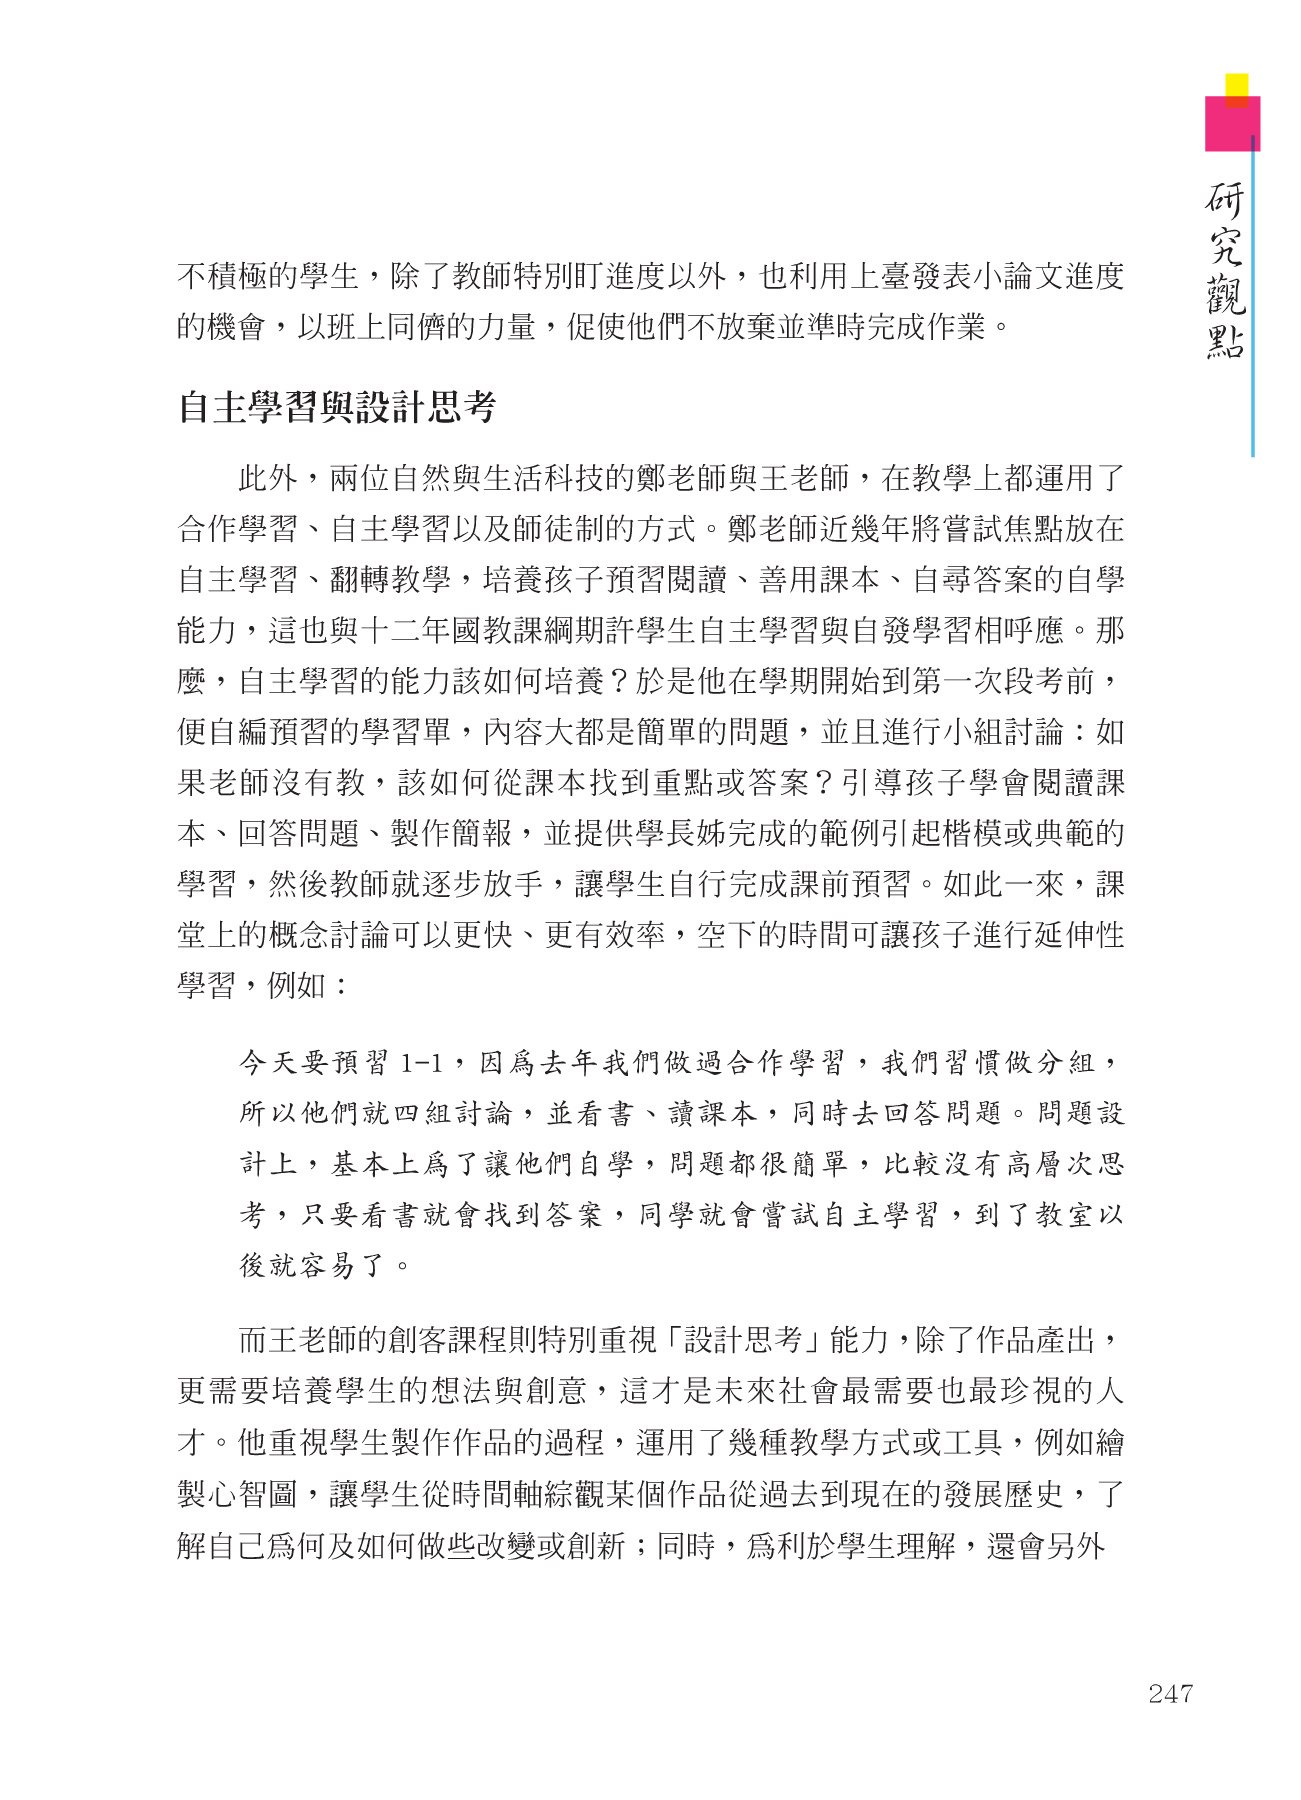 研究觀點
不積極的學生，除了教師特別盯進度以外，也利用上臺發表小論文進度
的機會，以班上同儕的力量，促使他們不放棄並準時完成作業。
自主學習與設計思考
此外，兩位自然與生活科技的鄭老師與王老師，在教學上都運用了
合作學習、自主學習以及師徒制的方式。鄭老師近幾年將嘗試焦點放在
自主學習、翻轉教學，培養孩子預習閱讀、善用課本、自尋答案的自學
能力，這也與十二年國教課綱期許學生自主學習與自發學習相呼應。那
麼，自主學習的能力該如何培養？於是他在學期開始到第一次段考前，
便自編預習的學習單，內容大都是簡單的問題，並且進行小組討論：如
果老師沒有教，該如何從課本找到重點或答案？引導孩子學會閱讀課
本、回答問題、製作簡報，並提供學長姊完成的範例引起楷模或典範的
學習，然後教師就逐步放手，讓學生自行完成課前預習。如此一來，課
堂上的概念討論可以更快、更有效率，空下的時間可讓孩子進行延伸性
學習，例如：
今天要預習 1-1，因為去年我們做過合作學習，我們習慣做分組，
所以他們就四組討論，並看書、讀課本，同時去回答問題。問題設
計上，基本上為了讓他們自學，問題都很簡單，比較沒有高層次思
考，只要看書就會找到答案，同學就會嘗試自主學習，到了教室以
後就容易了。
而王老師的創客課程則特別重視「設計思考」能力，除了作品產出，
更需要培養學生的想法與創意，這才是未來社會最需要也最珍視的人
才。他重視學生製作作品的過程，運用了幾種教學方式或工具，例如繪
製心智圖，讓學生從時間軸綜觀某個作品從過去到現在的發展歷史，了
解自己為何及如何做些改變或創新；同時，為利於學生理解，還會另外
247